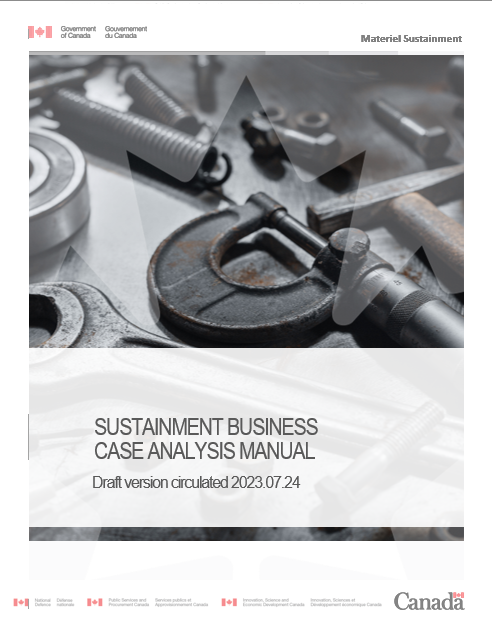 Government
of Canada
Gouvernement
du Canada
Materiel Sustainment
SUSTAINMENT BUSINESS
CASE ANALYSIS MANUAL
Draft version circulated 2023.07.24
National
Defence
Défense
nationale
Public Services and
Procurement Canada
Services publics et
Approvisionnement Canada
Innovation, Science and
Economic Development Canada
Innovation, Sciences et
Développement économique Canada
Canada